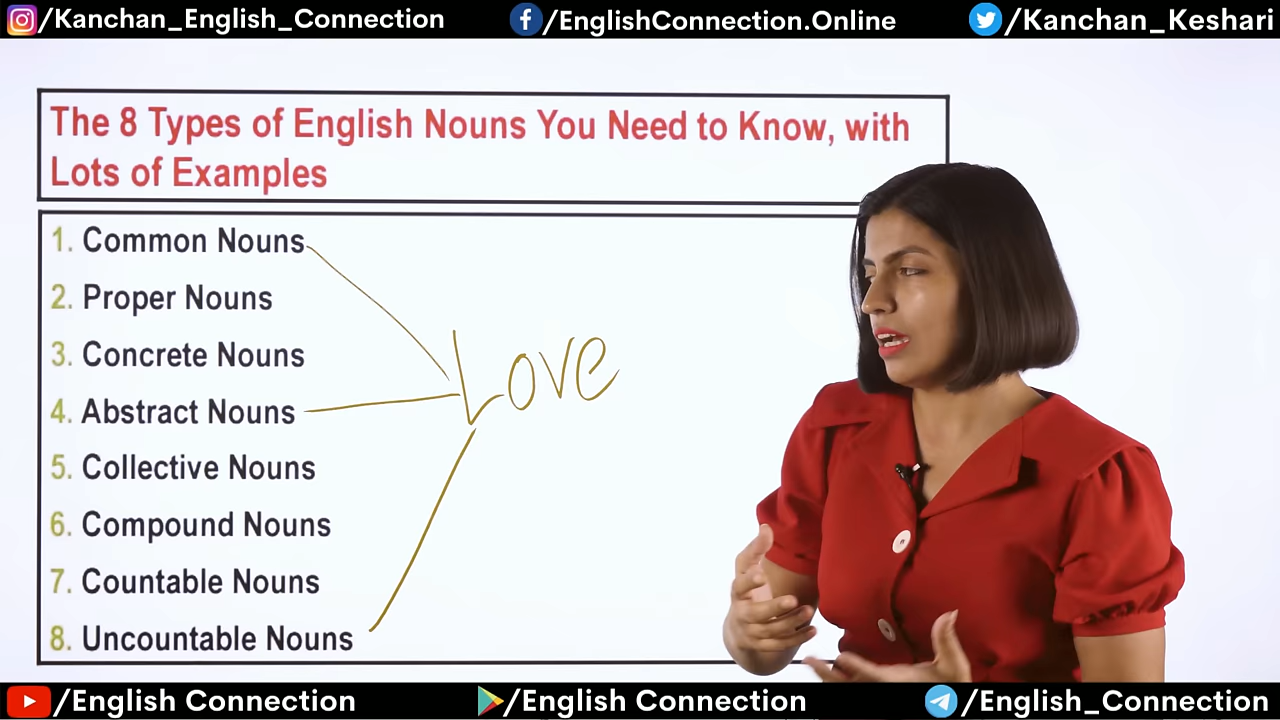 /Kanchan_English_Connection /EnglishConnection.Online /Kanchan_Keshari
The 8 Types of English Nouns You Need to Know, with
Lots of Examples
1. Common Nouns
2. Proper Nouns
3. Concrete Nouns
Love
4. Abstract Nouns
5. Collective Nouns
6. Compound Nouns
7. Countable Nouns
8. Uncountable Nouns
/English Connection /English Connection /English_Connection